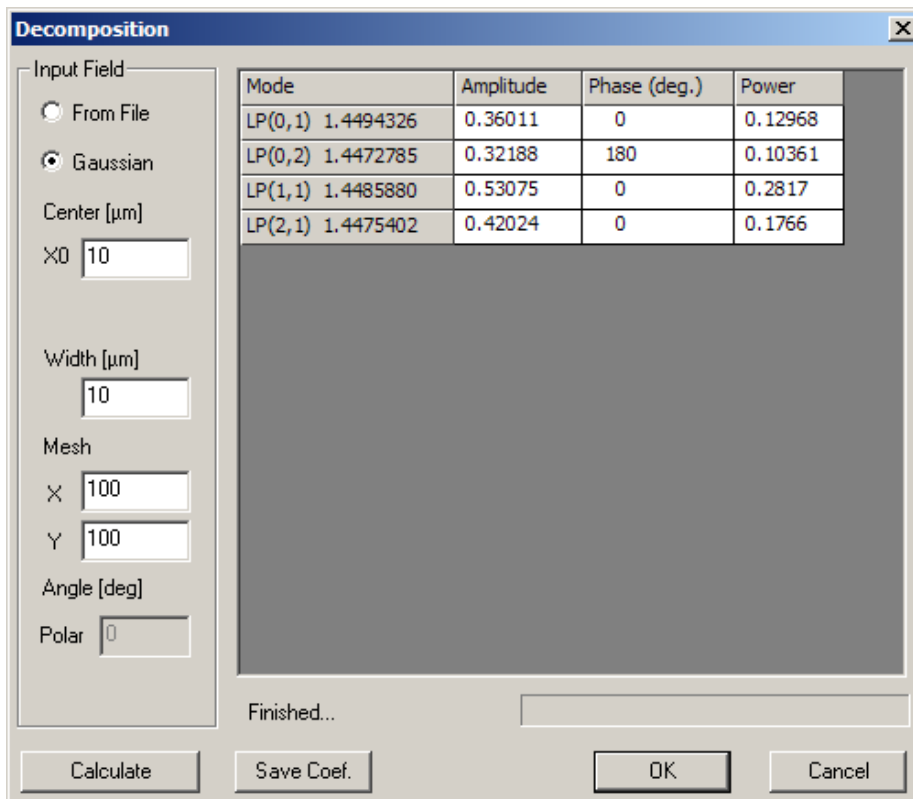 Decomposition
Input Field
From File
Gaussian
Center [µm]
X0 10
Width [µm]
10
Mesh
X 100
Y 100
Angle [deg]
Polar 0
Mode Amplitude Phase (deg.) Power
LP(0,1) 1.4494326 0.36011 0 0.12968
LP(0,2) 1.4472785 0.32188 180 0.10361
LP(1,1) 1.4485880 0.53075 0 0.2817
LP(2,1) 1.4475402 0.42024 0 0.1766
Finished...
Calculate Save Coef. OK Cancel